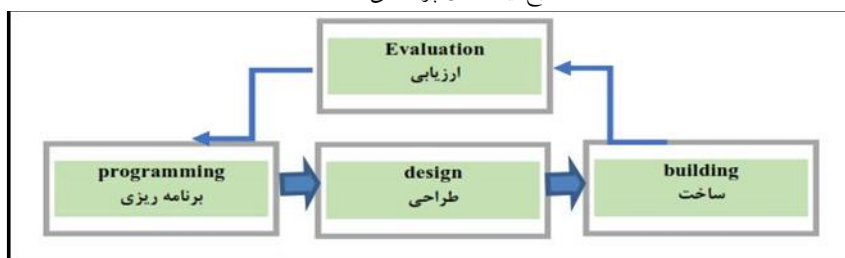 Evaluation
ارزیابی
programming
برنامه ریزی
design
طراحی
building
ساخت